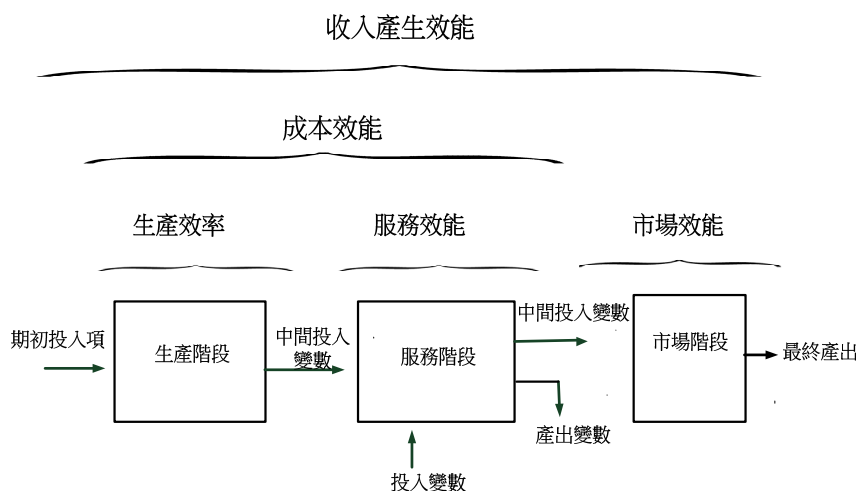 收入產生效能
成本效能
生產效率
服務效能
市場效能
期初投入項
生產階段
中間投入
變數
服務階段
中間投入變數
市場階段
最終產出
產出變數
投入變數